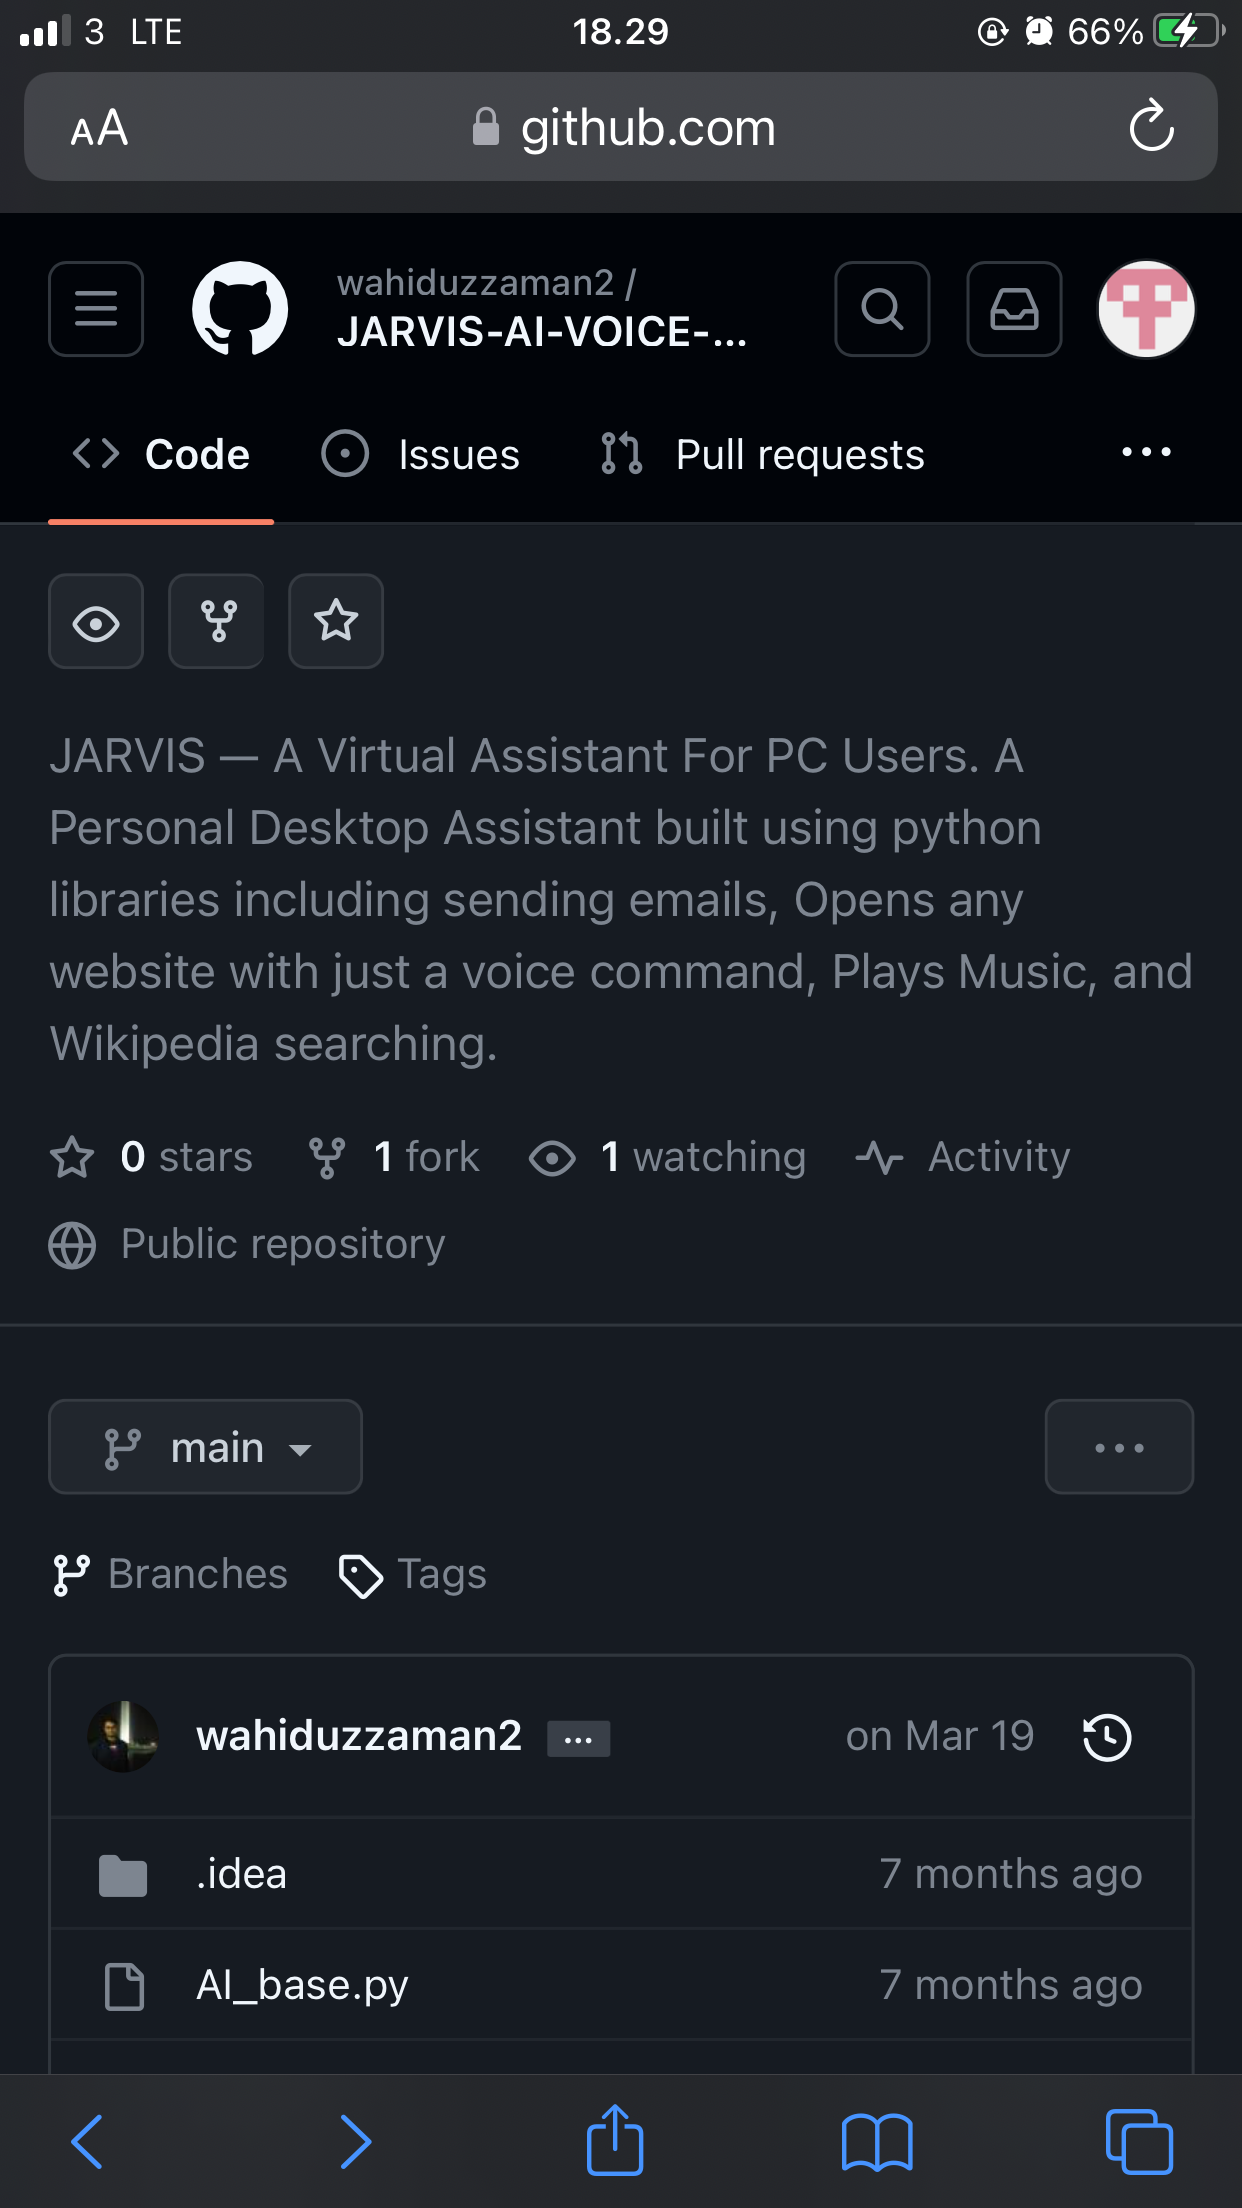 3 LTE 18.29 66%
AA github.com
wahiduzzaman2 /
JARVIS-AI-VOICE-...
Code Issues Pull requests ...
JARVIS — A Virtual Assistant For PC Users. A
Personal Desktop Assistant built using python
libraries including sending emails, Opens any
website with just a voice command, Plays Music, and
Wikipedia searching.
0 stars 1 fork 1 watching Activity
Public repository
main ...
Branches Tags
wahiduzzaman2 ... on Mar 19
.idea 7 months ago
AI_base.py 7 months ago